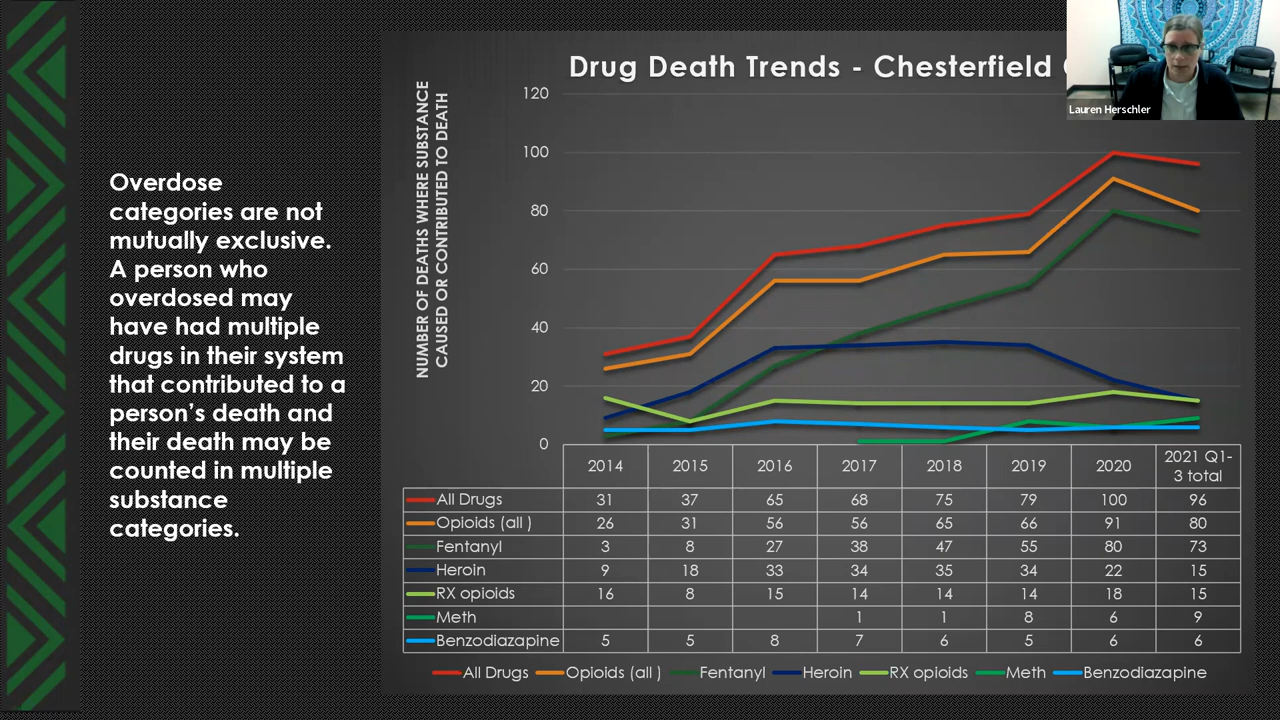 Drug Death Trends - Chesterfield
Lauren Herschler
Overdose
categories are not
mutually exclusive.
A person who
overdosed may
have had multiple
drugs in their system
that contributed to a
person's death and
their death may be
counted in multiple
substance
categories.
NUMBER OF DEATHS WHERE SUBSTANCE
CAUSED OR CONTRIBUTED TO DEATH
120
100
80
60
40
20
0
2014 2015 2016 2017 2018 2019 2020 2021 Q1-
3 total
All Drugs 31 37 65 68 75 79 100 96
Opioids (all ) 26 31 56 56 65 66 91 80
Fentanyl 3 8 27 38 47 55 80 73
Heroin 9 18 33 34 35 34 22 15
RX opioids 16 8 15 14 14 14 18 15
Meth 1 1 8 6 9
Benzodiazapine 5 5 8 7 6 5 6 6
All Drugs Opioids (all ) Fentanyl Heroin RX opioids Meth Benzodiazapine